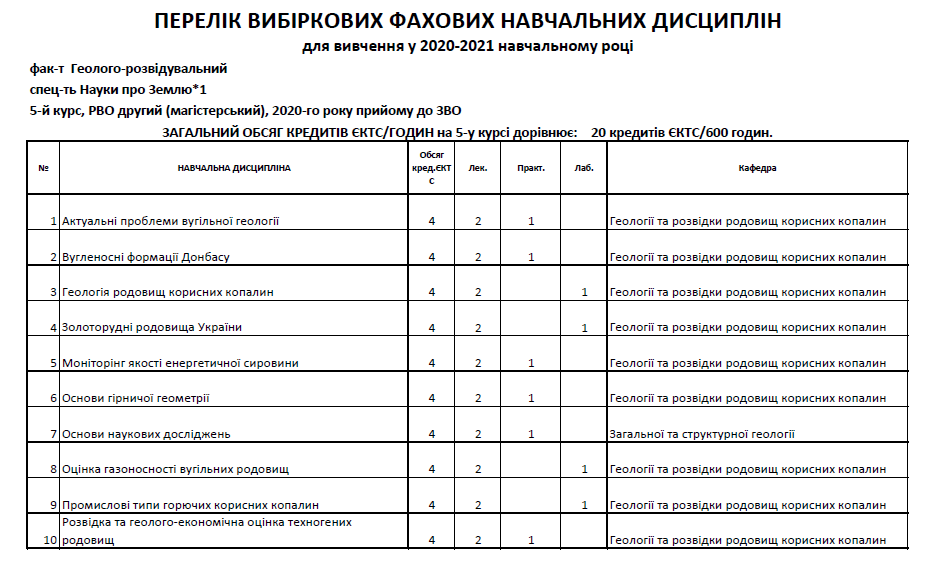 ПЕРЕЛІК ВИБІРКОВИХ ФАХОВИХ НАВЧАЛЬНИХ ДИСЦИПЛІН
для вивчення у 2020-2021 навчальному році
фак-т Геолого-розвідувальний
спец-ть Науки про Землю*1
5-й курс, РВО другий (магістерський), 2020-го року прийому до ЗВО
ЗАГАЛЬНИЙ ОБСЯГ КРЕДИТІВ ЄКТС/ГОДИН на 5-у курсі дорівнює: 20 кредитів ЄКТС/600 годин.
№ НАВЧАЛЬНА ДИСЦИПЛІНА Обсяг кред.ЄКТС Лек. Практ. Лаб. Кафедра
1 Актуальні проблеми вугільної геології 4 2 1 Геології та розвідки родовищ корисних копалин
2 Вугленосні формації Донбасу 4 2 1 Геології та розвідки родовищ корисних копалин
3 Геологія родовищ корисних копалин 4 2 1 Геології та розвідки родовищ корисних копалин
4 Золоторудні родовища України 4 2 1 Геології та розвідки родовищ корисних копалин
5 Моніторінг якості енергетичної сировини 4 2 1 Геології та розвідки родовищ корисних копалин
6 Основи гірничої геометрії 4 2 1 Геології та розвідки родовищ корисних копалин
7 Основи наукових досліджень 4 2 1 Загальної та структурної геології
8 Оцінка газоносності вугільних родовищ 4 2 1 Геології та розвідки родовищ корисних копалин
9 Промислові типи горючих корисних копалин 4 2 1 Геології та розвідки родовищ корисних копалин
Розвідка та геолого-економічна оцінка техногених
10 родовищ 4 2 1 Геології та розвідки родовищ корисних копалин